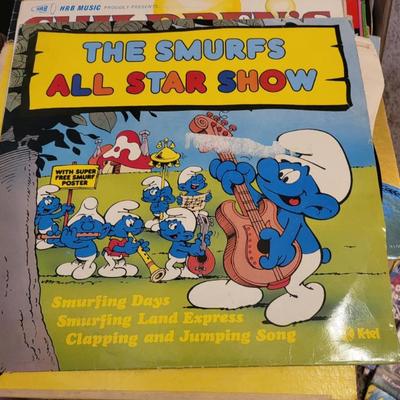 HRB MUSIC PROUDLY PRESENTS
THE SMURFS
ALL STAR SHOW
WITH SUPER
FREE SMURF
POSTER
Smurfing Days
Smurfing Land Express
Clapping and Jumping Song
K-tel